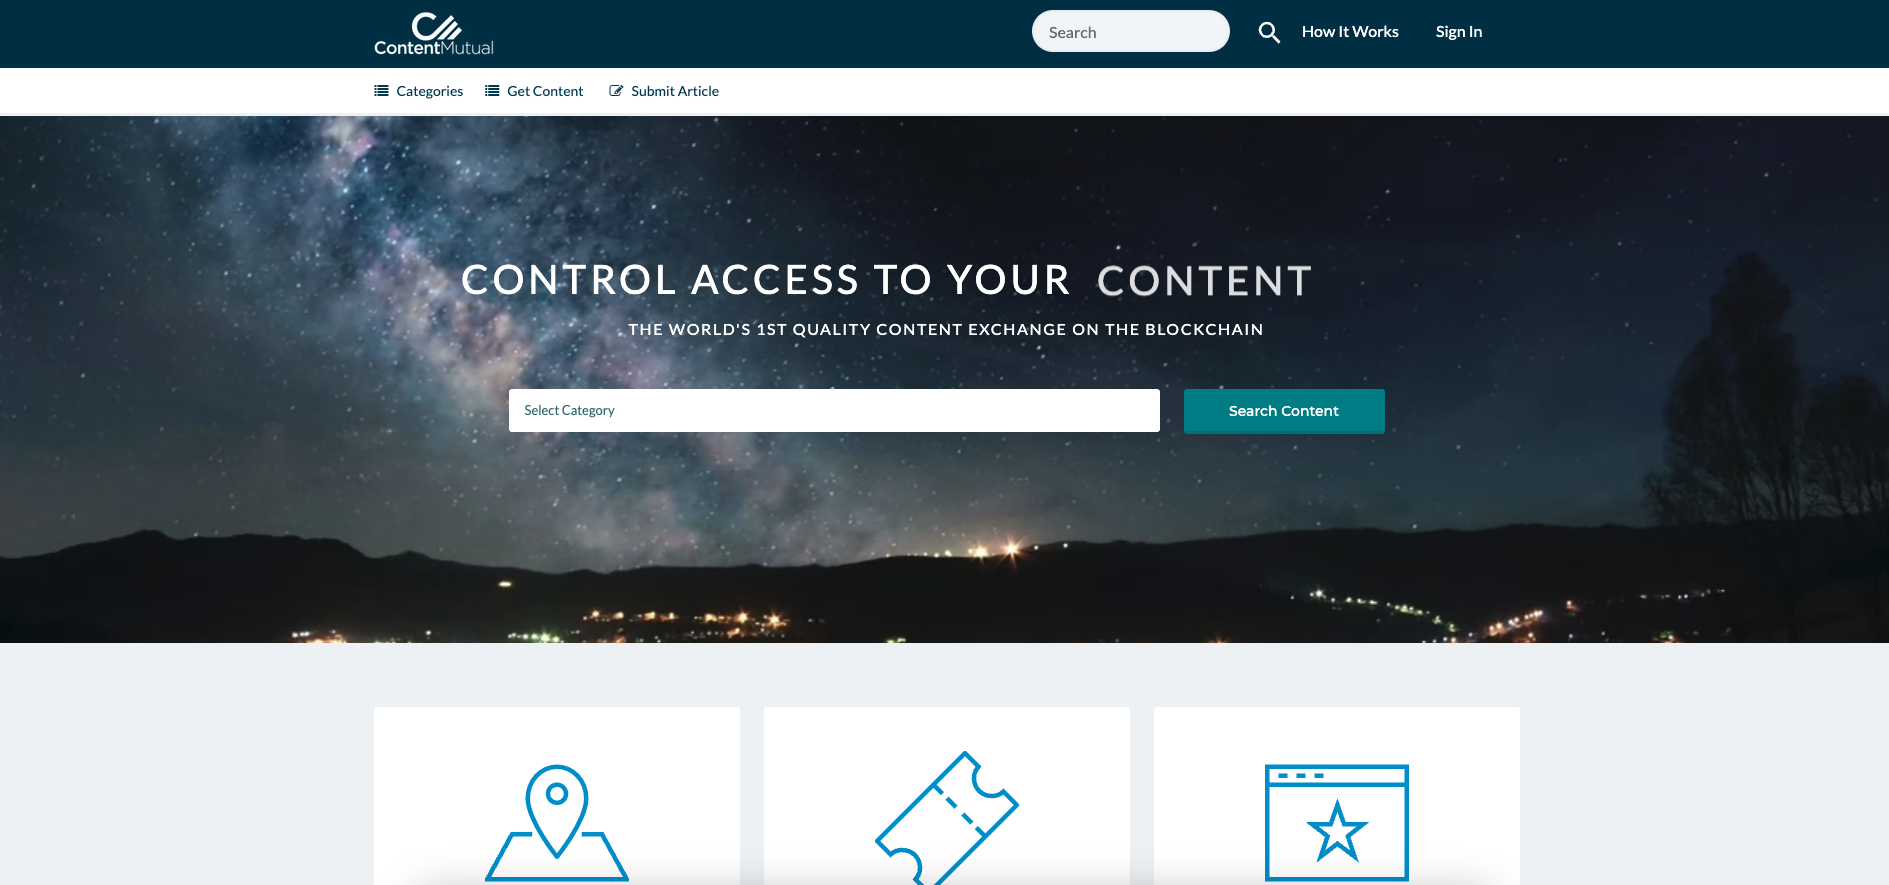 ContentMutual
Search
How It Works
Sign In
Categories
Get Content
Submit Article
CONTROL ACCESS TO YOUR CONTENT
THE WORLD'S 1ST QUALITY CONTENT EXCHANGE ON THE BLOCKCHAIN
Select Category
Search Content